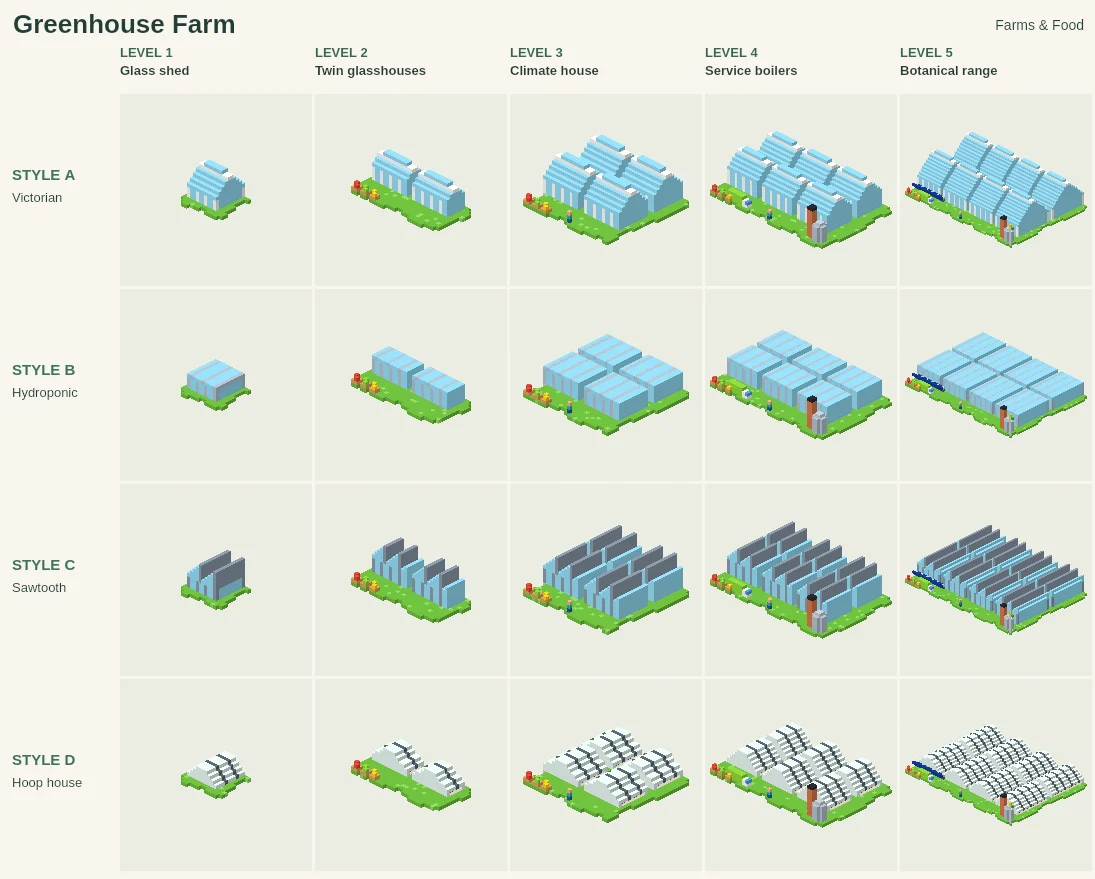 Greenhouse Farm
Farms & Food
LEVEL 1
Glass shed
LEVEL 2
Twin glasshouses
LEVEL 3
Climate house
LEVEL 4
Service boilers
LEVEL 5
Botanical range
STYLE A
Victorian
STYLE B
Hydroponic
STYLE C
Sawtooth
STYLE D
Hoop house